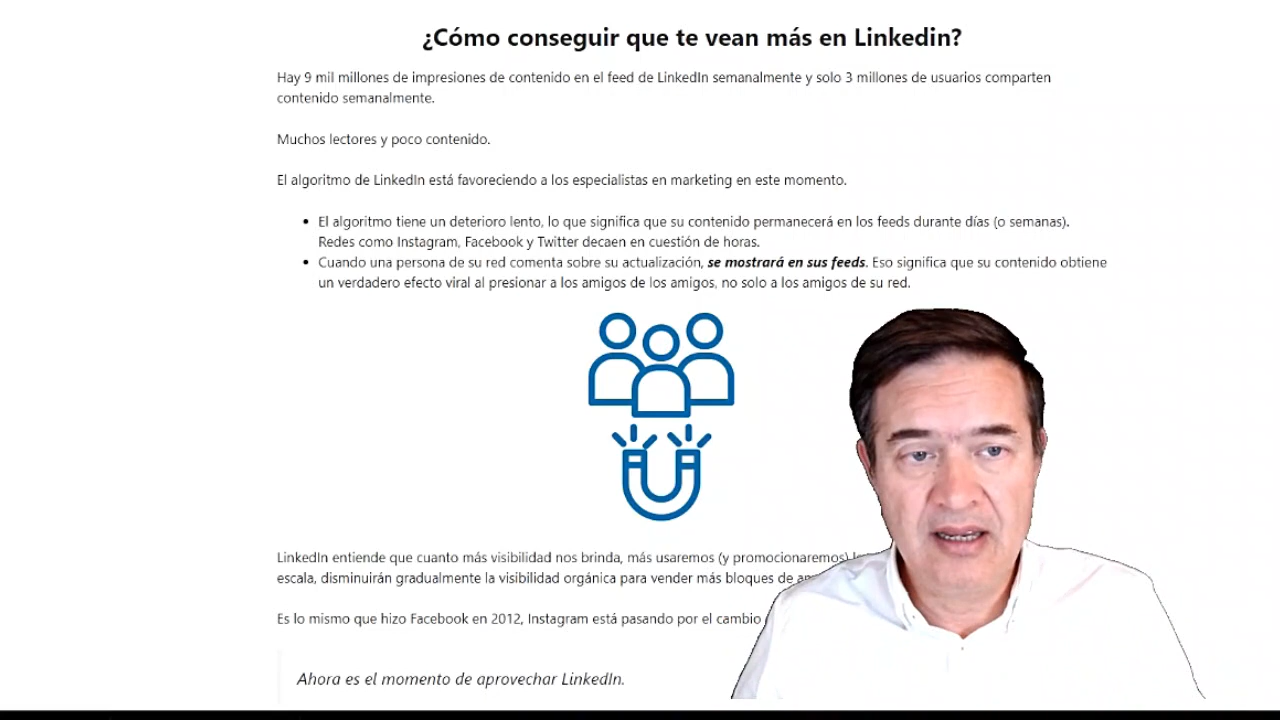 ¿Cómo conseguir que te vean más en Linkedin?
Hay 9 mil millones de impresiones de contenido en el feed de LinkedIn semanalmente y solo 3 millones de usuarios comparten
contenido semanalmente.
Muchos lectores y poco contenido.
El algoritmo de LinkedIn está favoreciendo a los especialistas en marketing en este momento.
• El algoritmo tiene un deterioro lento, lo que significa que su contenido permanecerá en los feeds durante días (o semanas).
Redes como Instagram, Facebook y Twitter decaen en cuestión de horas.
• Cuando una persona de su red comenta sobre su actualización, se mostrará en sus feeds. Eso significa que su contenido obtiene
un verdadero efecto viral al presionar a los amigos de los amigos, no solo a los amigos de su red.
LinkedIn entiende que cuanto más visibilidad nos brinda, más usaremos (y promocionaremos)
escala, disminuirán gradualmente la visibilidad orgánica para vender más bloques de
Es lo mismo que hizo Facebook en 2012, Instagram está pasando por el cambio
Ahora es el momento de aprovechar LinkedIn.